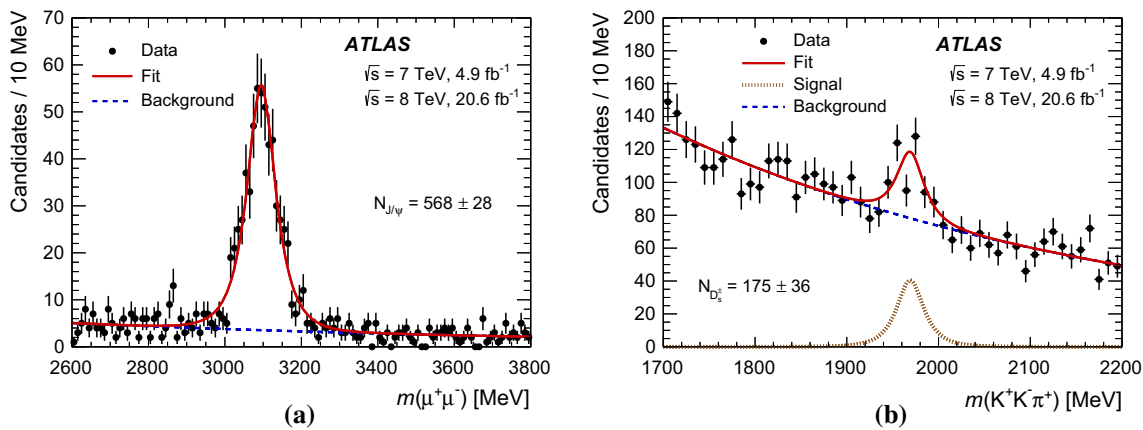 Candidates / 10 MeV
70
60
50
40
30
20
10
0
Data
Fit
Background
ATLAS
√s = 7 TeV, 4.9 fb⁻¹
√s = 8 TeV, 20.6 fb⁻¹
N_J/ψ = 568 ± 28
2600 2800 3000 3200 3400 3600 3800
m(μ⁺μ⁻) [MeV]
(a)
Candidates / 10 MeV
200
180
160
140
120
100
80
60
40
20
0
Data
Fit
Signal
Background
ATLAS
√s = 7 TeV, 4.9 fb⁻¹
√s = 8 TeV, 20.6 fb⁻¹
N_D_s^± = 175 ± 36
1700 1800 1900 2000 2100 2200
m(K⁺K⁻π⁺) [MeV]
(b)